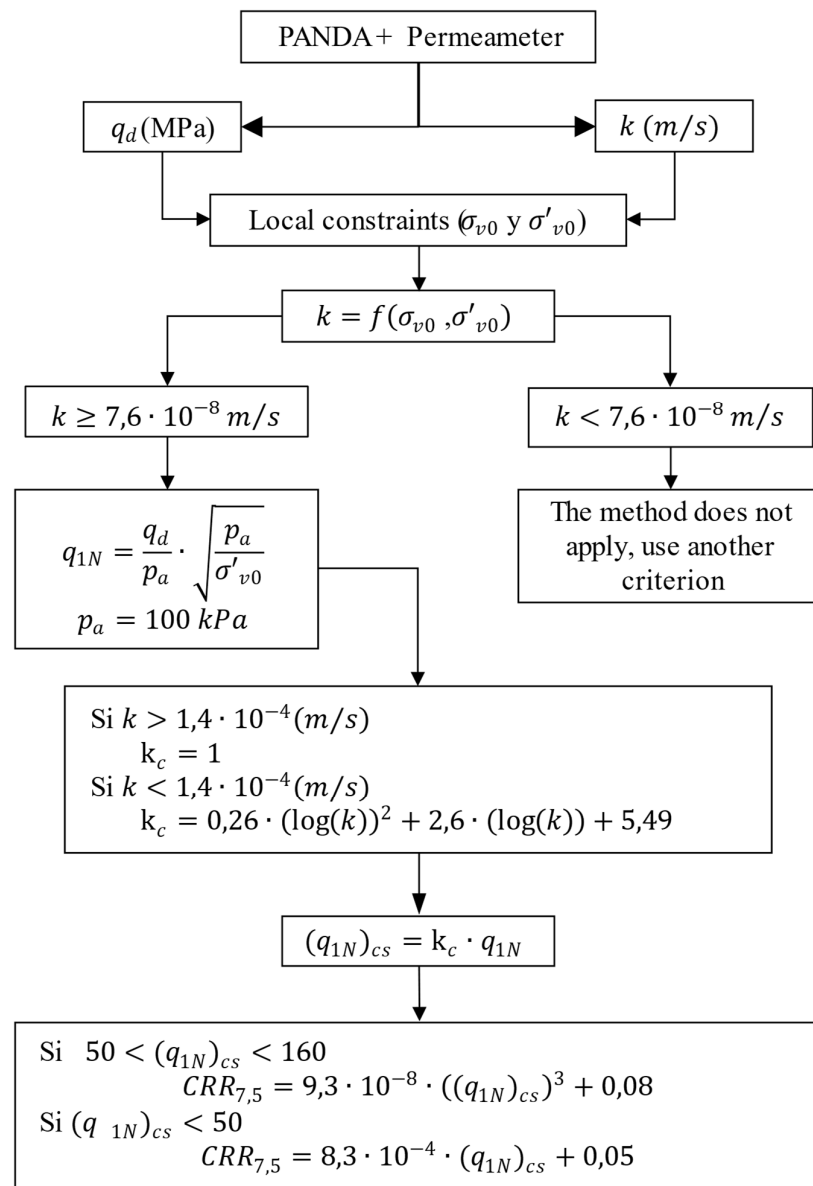 PANDA + Permeameter
q_d (MPa)
k (m/s)
Local constraints (σ_v0 y σ'_v0)
k = f(σ_v0 ,σ'_v0)
k ≥ 7,6 · 10⁻⁸ m/s
k < 7,6 · 10⁻⁸ m/s
q_1N = q_d/p_a · √(p_a/σ'_v0)
p_a = 100 kPa
The method does not
apply, use another
criterion
Si k > 1,4 · 10⁻⁴ (m/s)
k_c = 1
Si k < 1,4 · 10⁻⁴ (m/s)
k_c = 0,26 · (log(k))² + 2,6 · (log(k)) + 5,49
(q_1N)_cs = k_c · q_1N
Si 50 < (q_1N)_cs < 160
CRR_7,5 = 9,3 · 10⁻⁸ · ((q_1N)_cs)³ + 0,08
Si (q _1N)_cs < 50
CRR_7,5 = 8,3 · 10⁻⁴ · (q_1N)_cs + 0,05